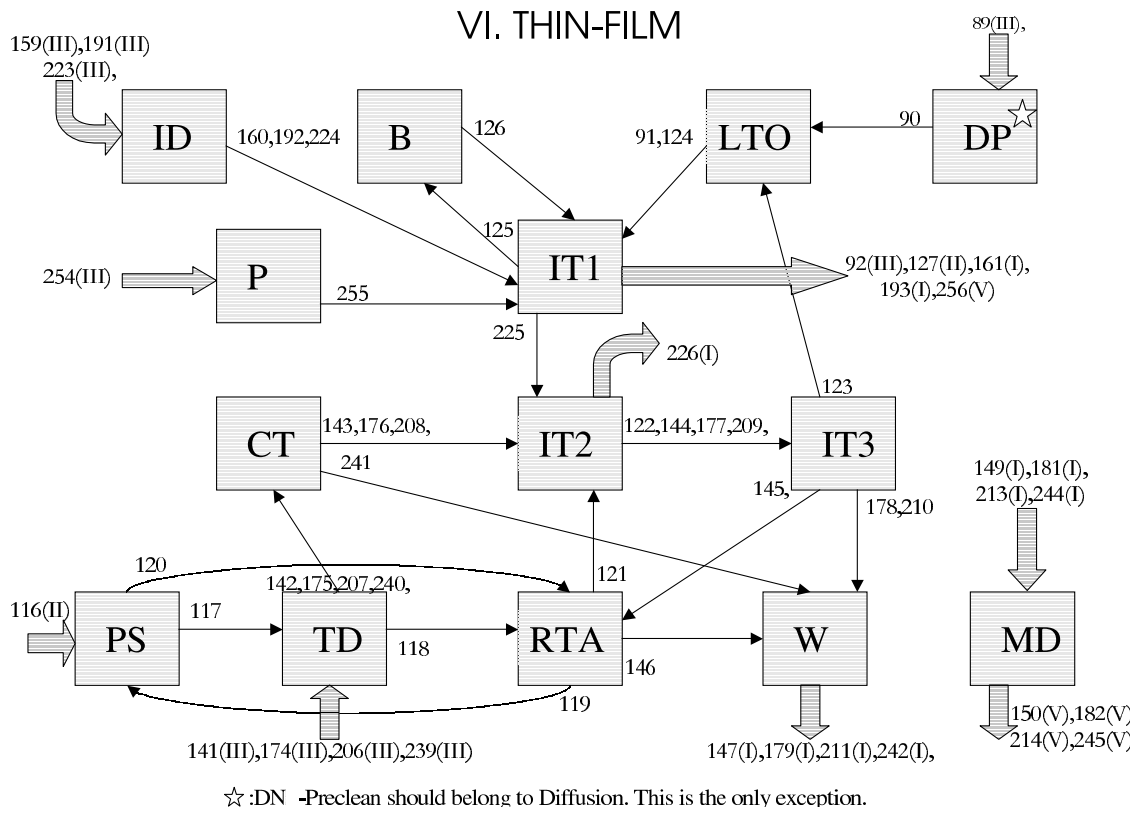 VI. THIN-FILM
159(III),191(III)
223(III),
89(III),
ID
160,192,224
B
126
91,124
LTO
90
DP
125
IT1
254(III)
P
255
92(III),127(II),161(I),
193(I),256(V)
225
226(I)
123
CT
143,176,208,
241
IT2
122,144,177,209,
IT3
145,
178,210
149(I),181(I),
213(I),244(I)
120
142,175,207,240,
121
116(II)
PS
117
TD
118
RTA
146
W
MD
119
141(III),174(III),206(III),239(III)
147(I),179(I),211(I),242(I),
150(V),182(V)
214(V),245(V)
☆:DN -Preclean should belong to Diffusion. This is the only exception.